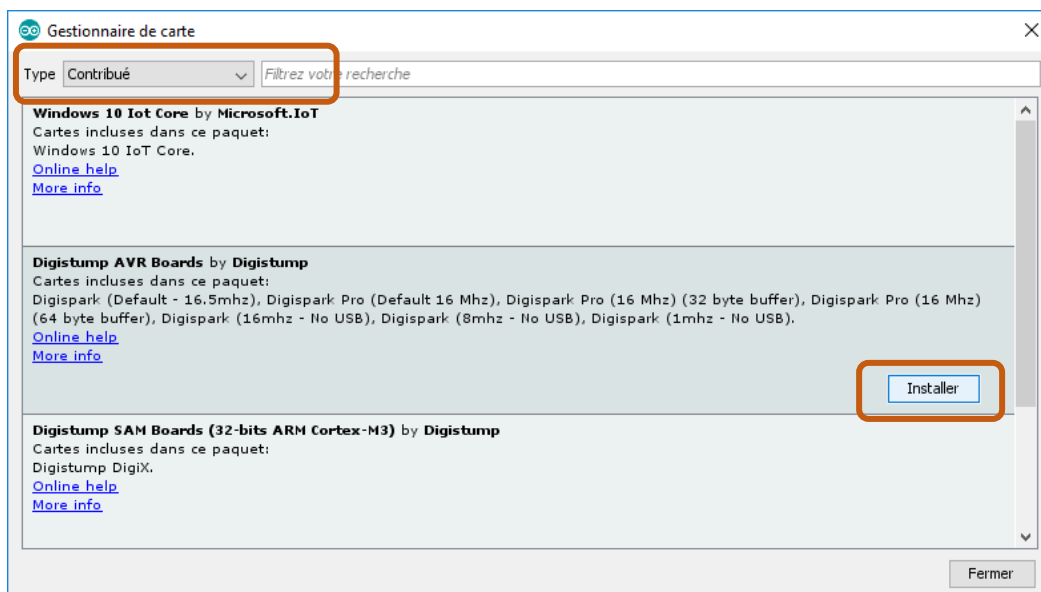 Gestionnaire de carte
Type Contribué Filtrez votre recherche
Windows 10 Iot Core by Microsoft.IoT
Cartes incluses dans ce paquet:
Windows 10 IoT Core.
Online help
More info
Digistump AVR Boards by Digistump
Cartes incluses dans ce paquet:
Digispark (Default - 16.5mhz), Digispark Pro (Default 16 Mhz), Digispark Pro (16 Mhz) (32 byte buffer), Digispark Pro (16 Mhz)
(64 byte buffer), Digispark (16mhz - No USB), Digispark (8mhz - No USB), Digispark (1mhz - No USB).
Online help
More info
Installer
Digistump SAM Boards (32-bits ARM Cortex-M3) by Digistump
Cartes incluses dans ce paquet:
Digistump DigiX.
Online help
More info
Fermer